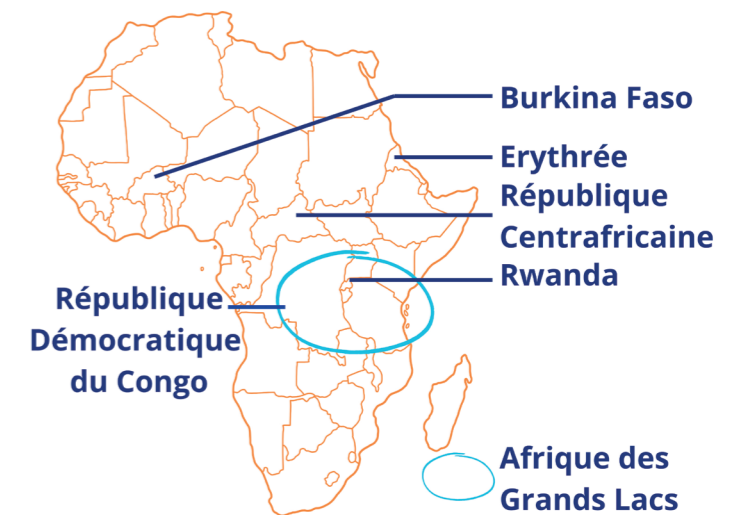 Burkina Faso
Erythrée
République
Centrafricaine
Rwanda
République
Démocratique
du Congo
Afrique des
Grands Lacs